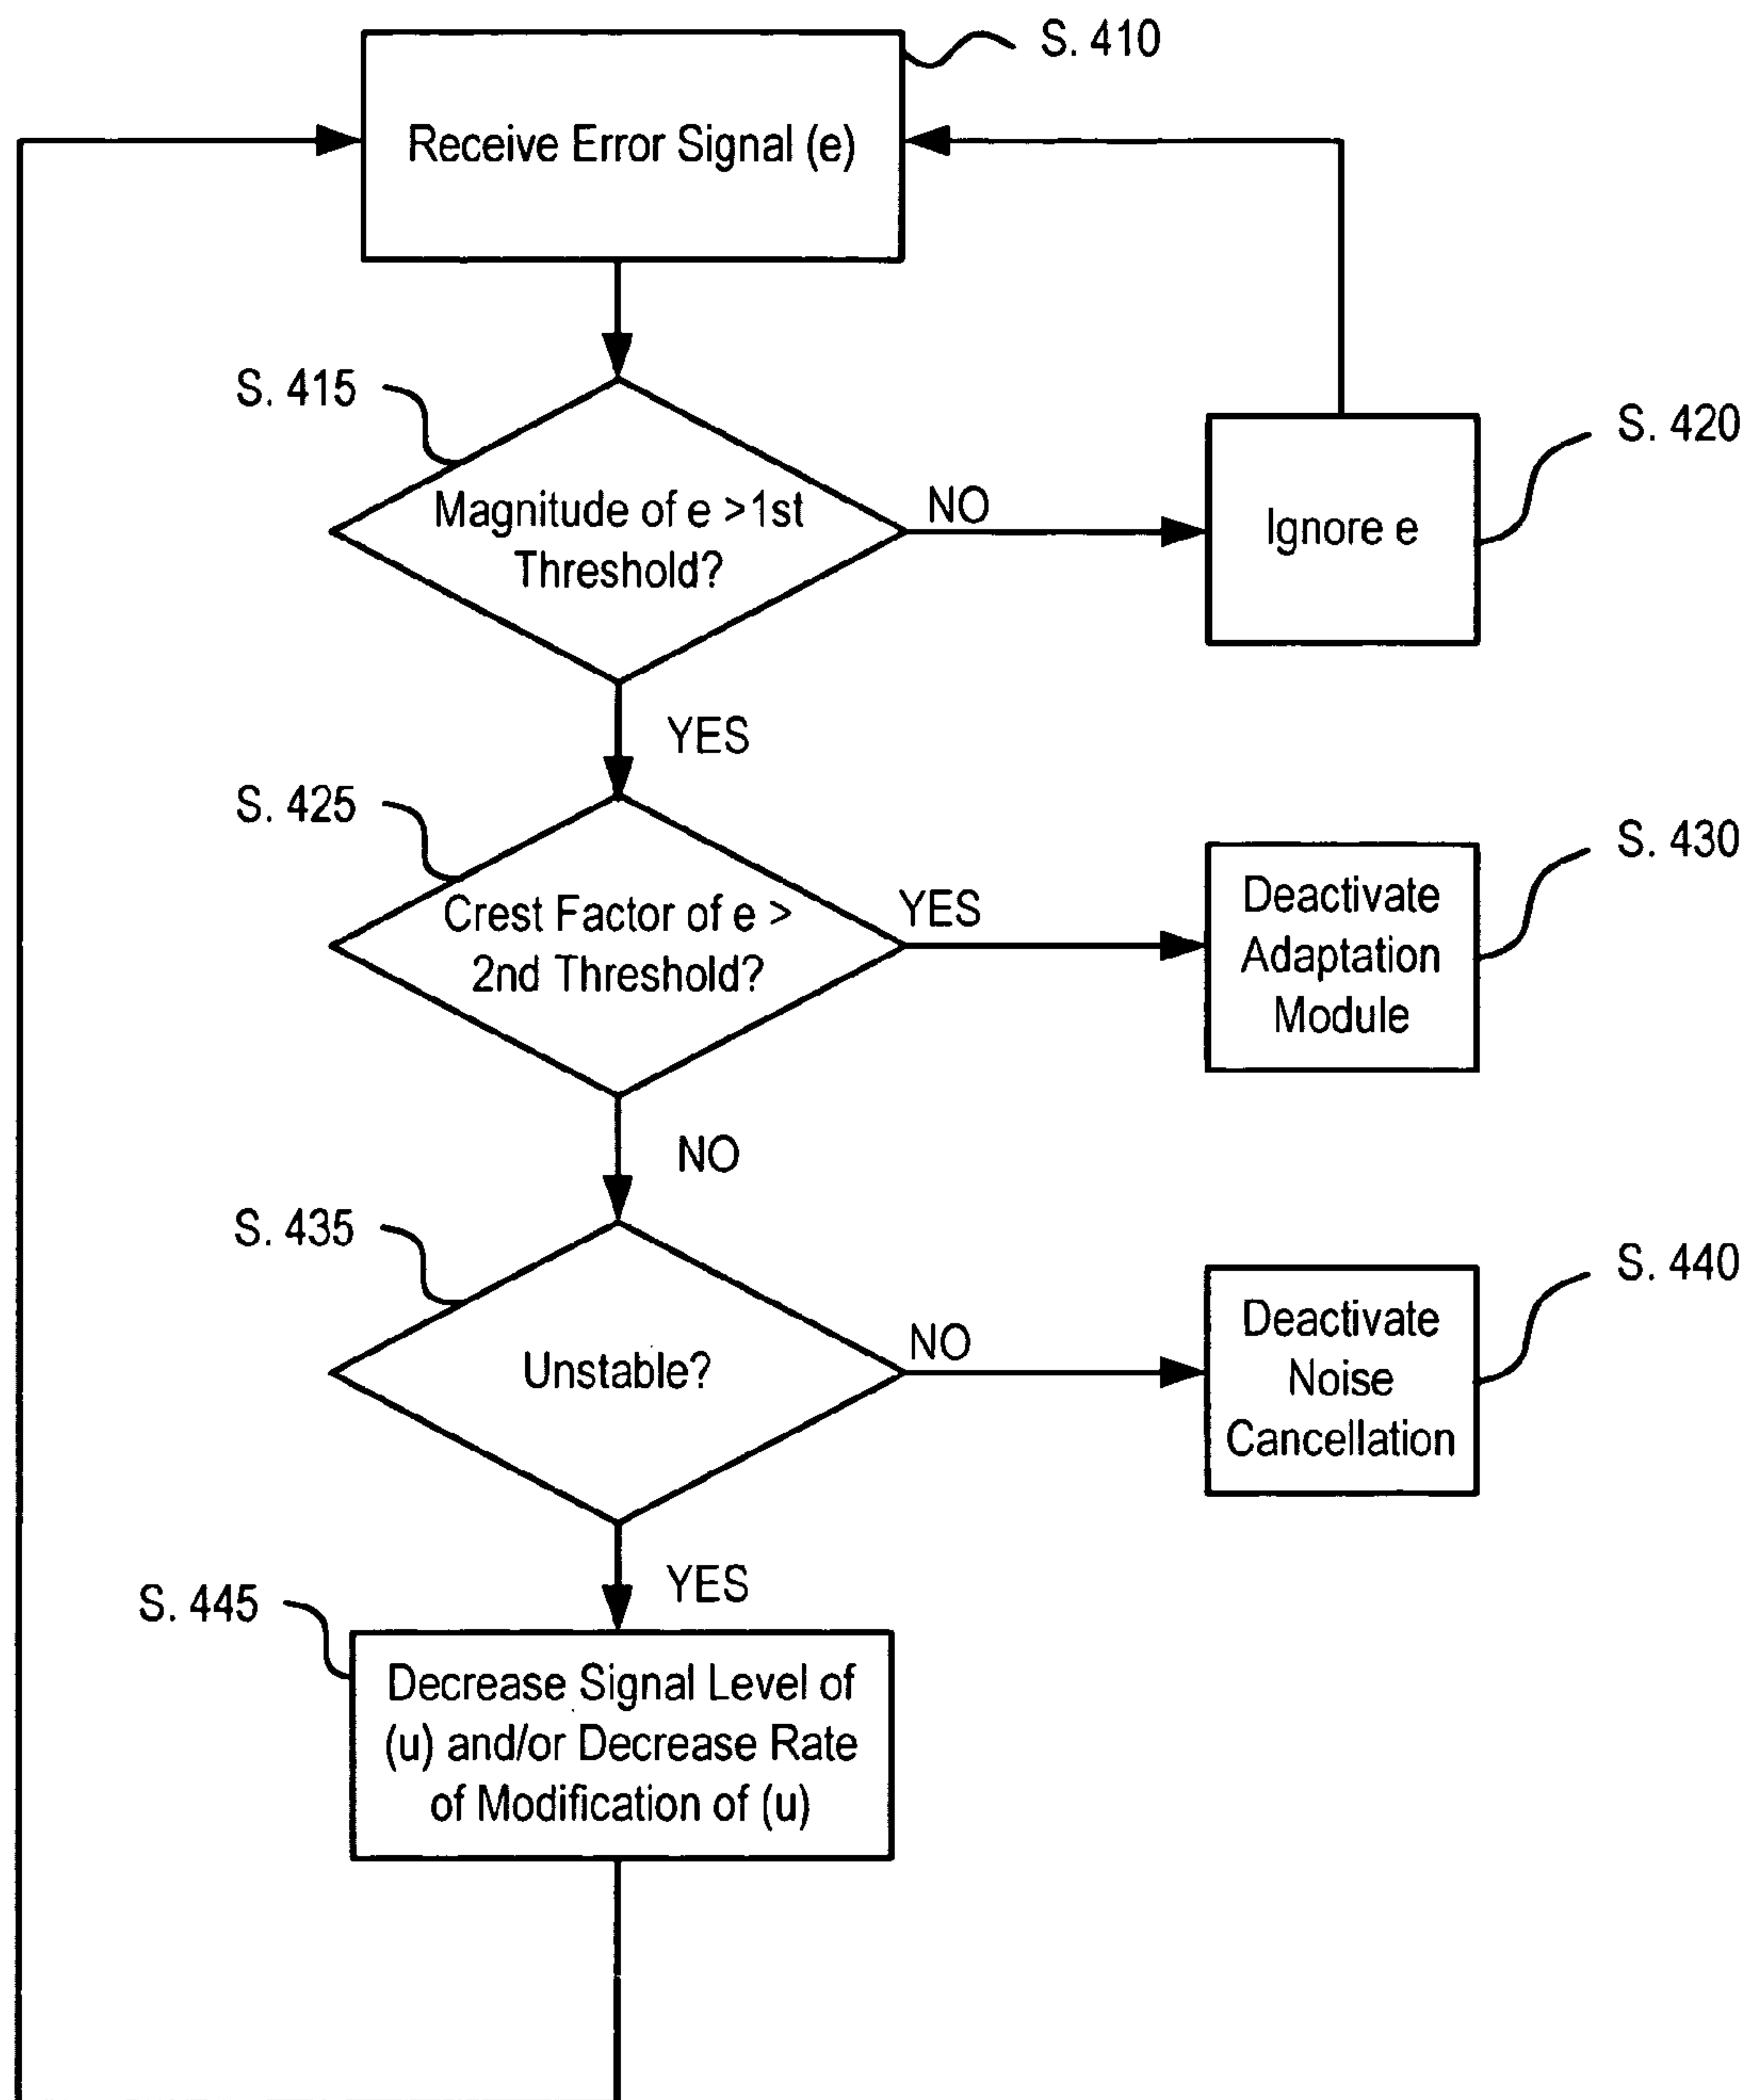 S. 410
Receive Error Signal (e)
S. 415
Magnitude of e >1st
Threshold?
NO
S. 420
Ignore e
YES
S. 425
Crest Factor of e >
2nd Threshold?
YES
S. 430
Deactivate
Adaptation
Module
NO
S. 435
Unstable?
NO
S. 440
Deactivate
Noise
Cancellation
YES
S. 445
Decrease Signal Level of
(u) and/or Decrease Rate
of Modification of (u)